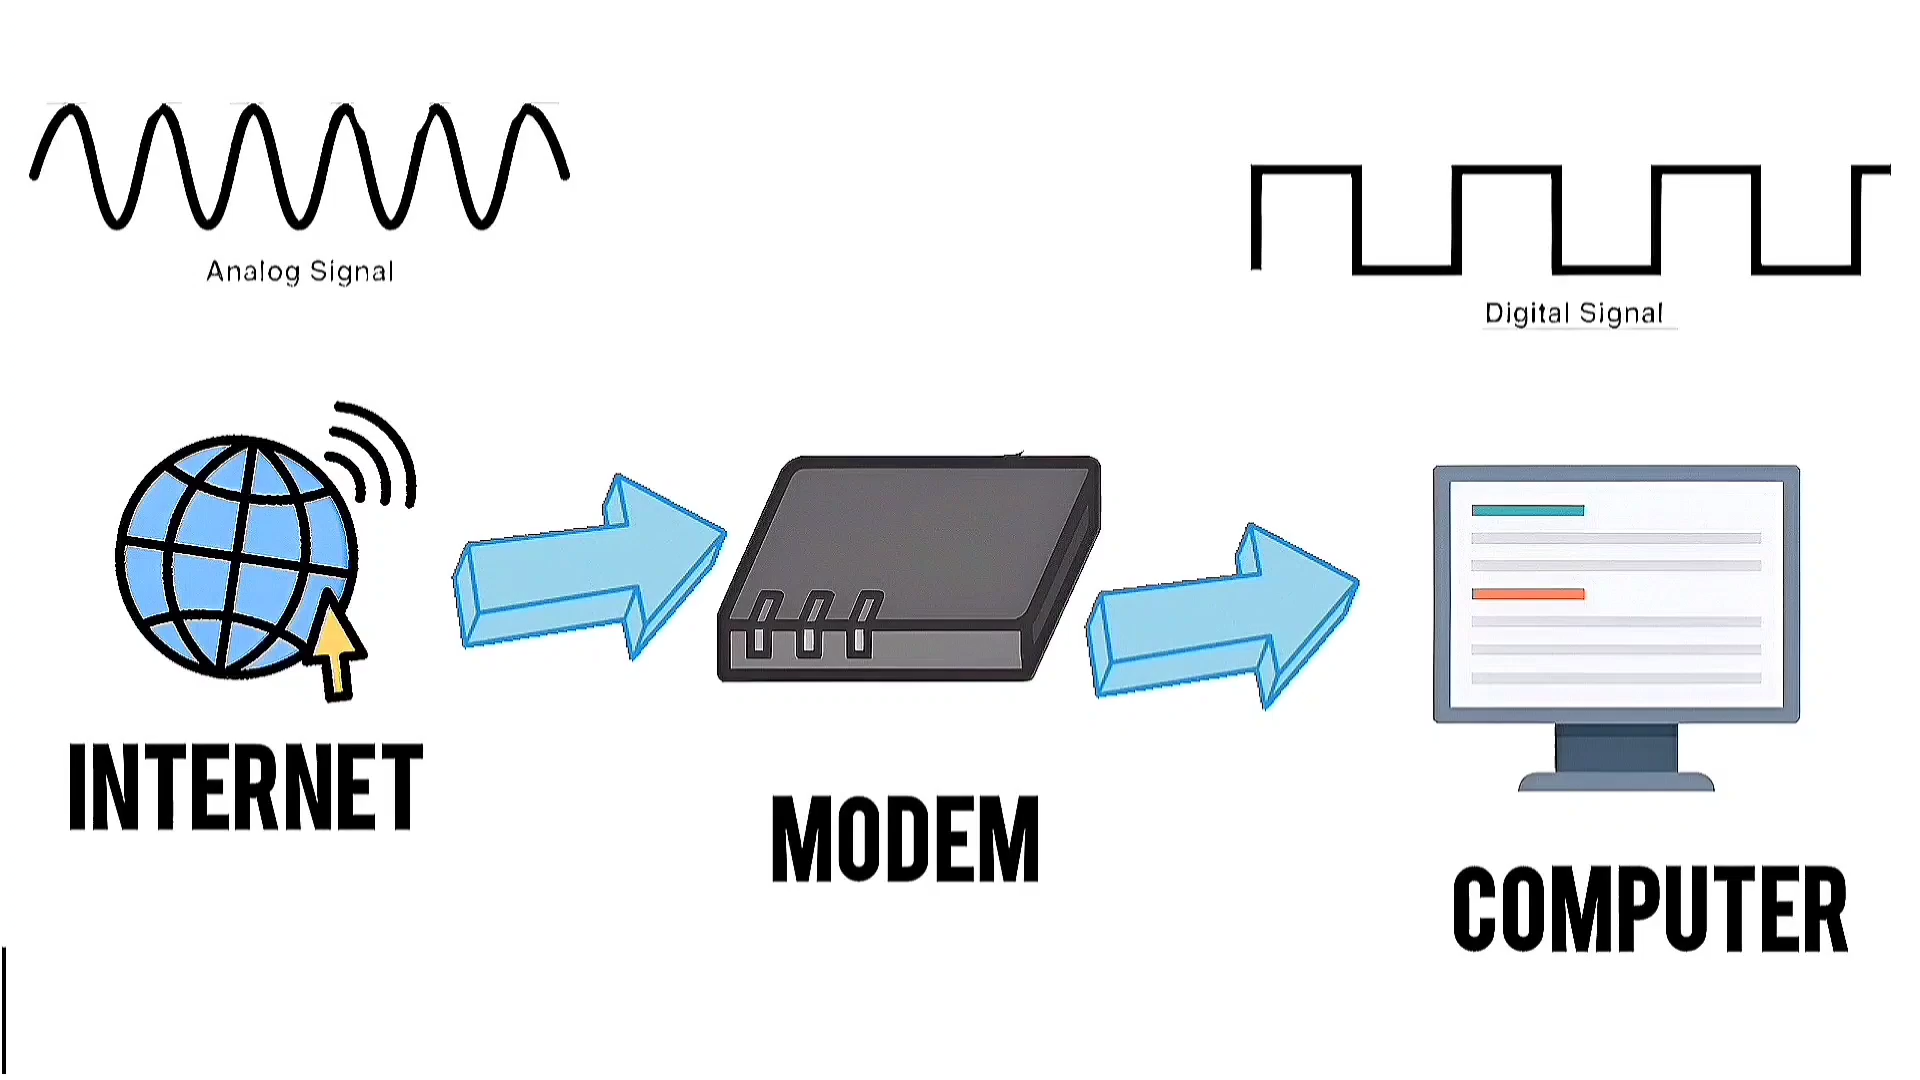 Analog Signal
Digital Signal
INTERNET
MODEM
COMPUTER